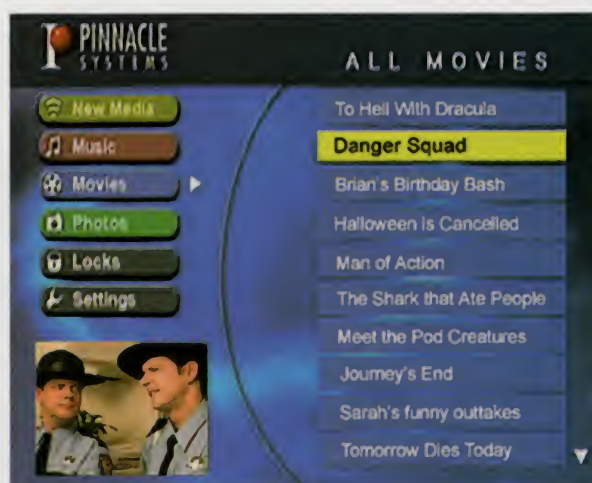 PINNACLE
SYSTEMS
ALL MOVIES
New Media
Music
Movies
Photos
Locks
Settings
To Hell With Dracula
Danger Squad
Brian's Birthday Bash
Halloween is Cancelled
Man of Action
The Shark that Ate People
Meet the Pod Creatures
Journey's End
Sarah's funny outtakes
Tomorrow Dies Today